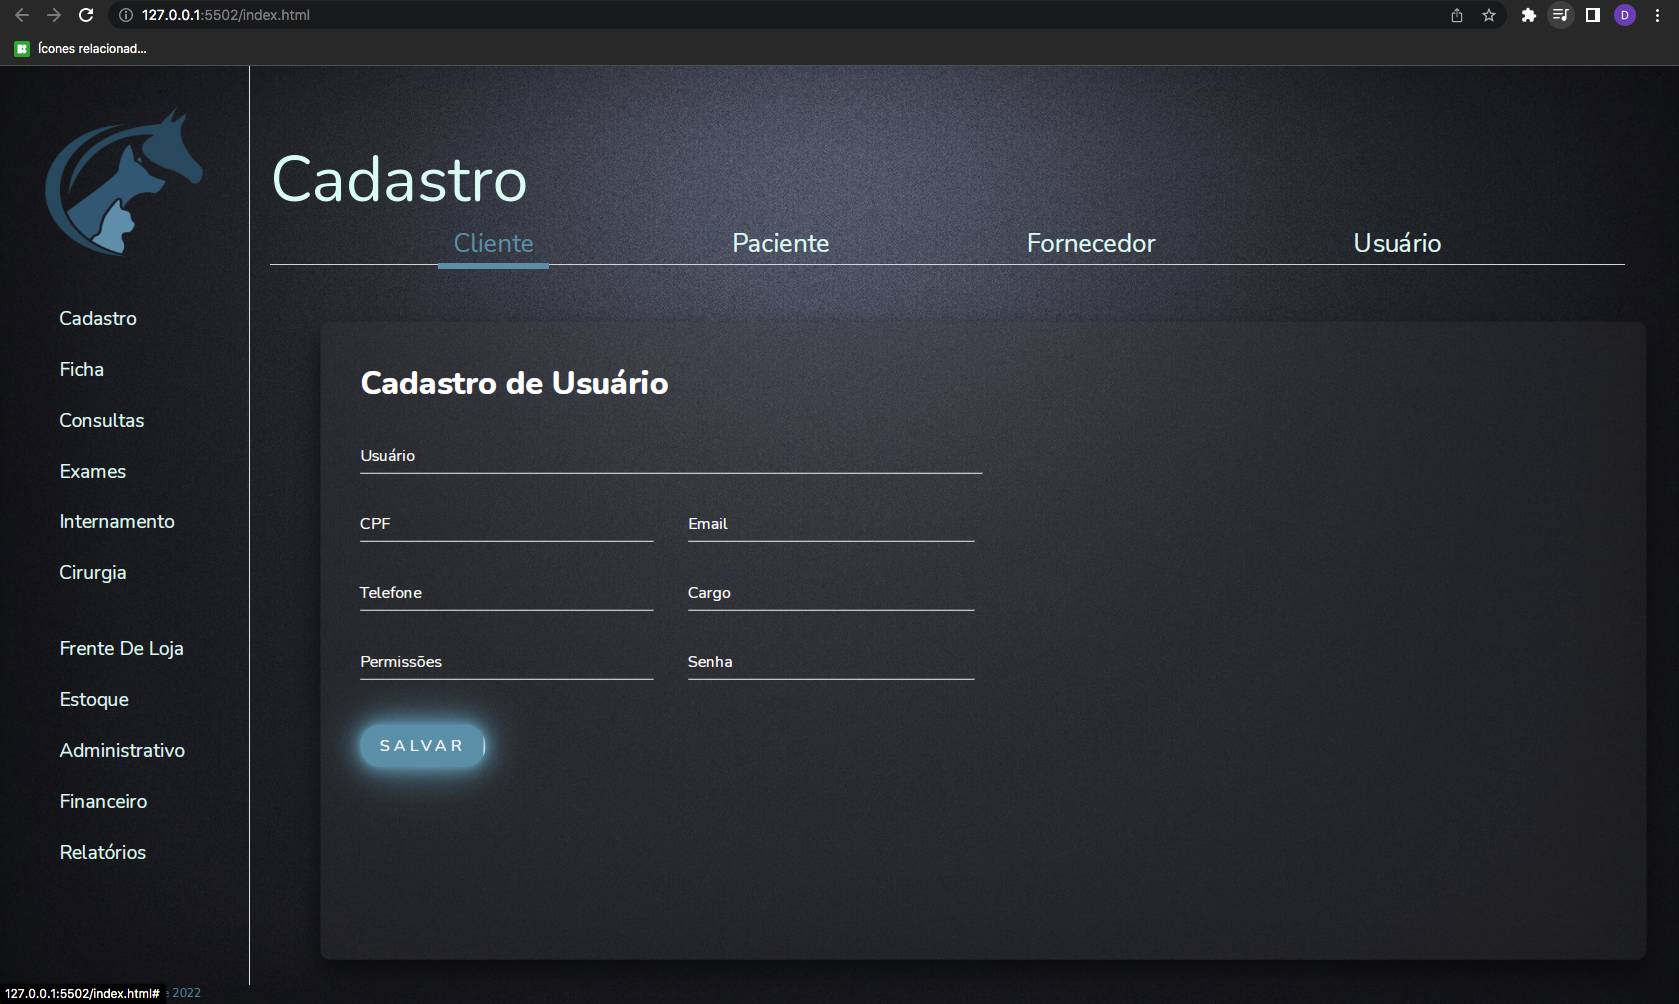 127.0.0.1:5502/index.html
D
Ícones relacionad...
Cadastro
Cliente Paciente Fornecedor Usuário
Cadastro
Ficha
Consultas
Exames
Internamento
Cirurgia
Frente De Loja
Estoque
Administrativo
Financeiro
Relatórios
Cadastro de Usuário
Usuário
CPF Email
Telefone Cargo
Permissões Senha
SALVAR
127.0.0.1:5502/index.html# 2022